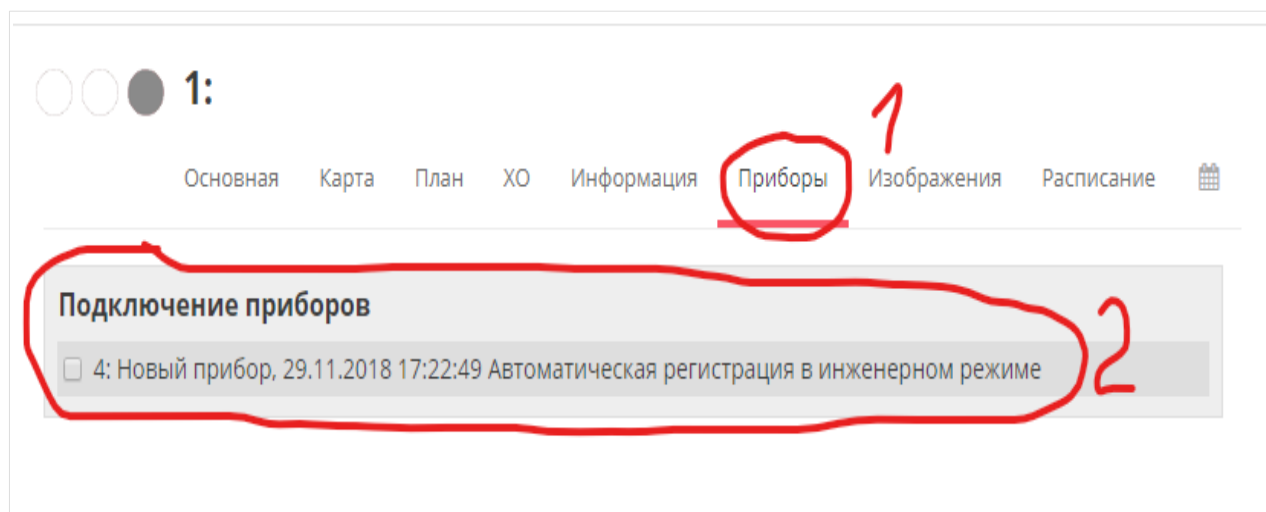 1:
1
Основная Карта План ХО Информация Приборы Изображения Расписание
Подключение приборов
2
4: Новый прибор, 29.11.2018 17:22:49 Автоматическая регистрация в инженерном режиме